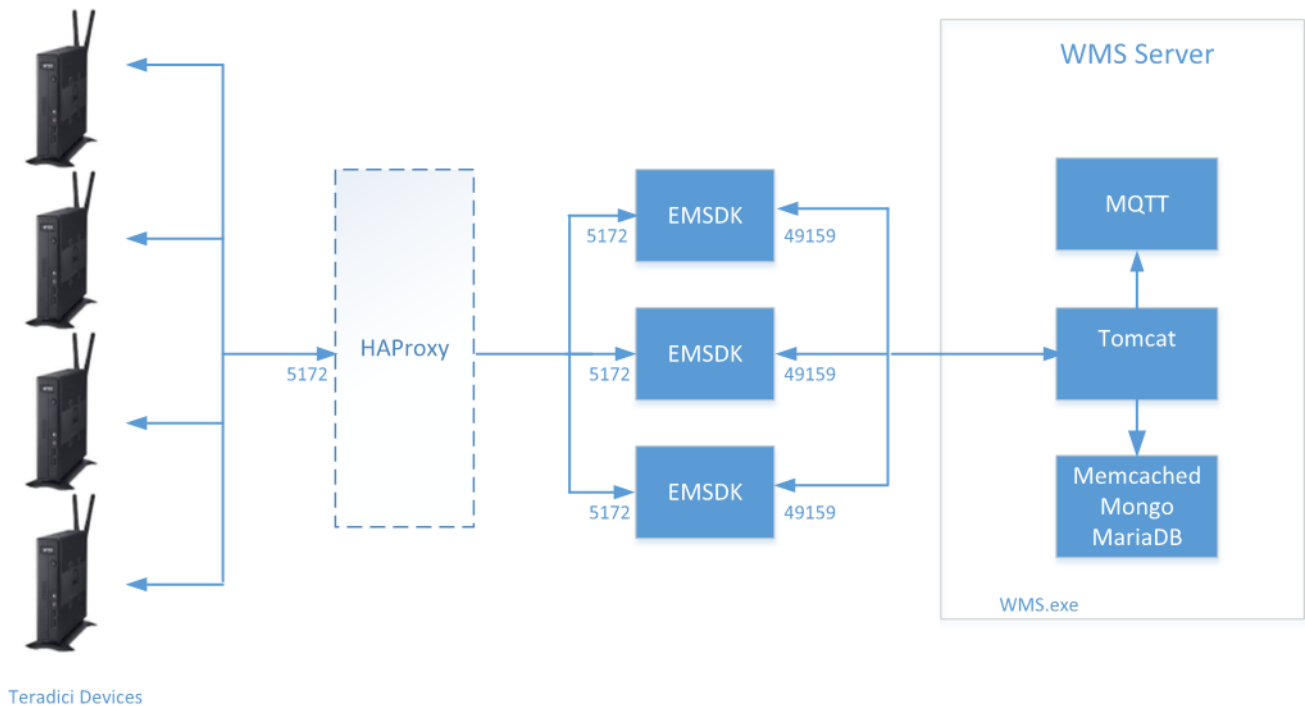 WMS Server
MQTT
EMSDK
5172
49159
HAProxy
5172
EMSDK
5172
49159
Tomcat
EMSDK
5172
49159
Memcached
Mongo
MariaDB
WMS.exe
Teradici Devices